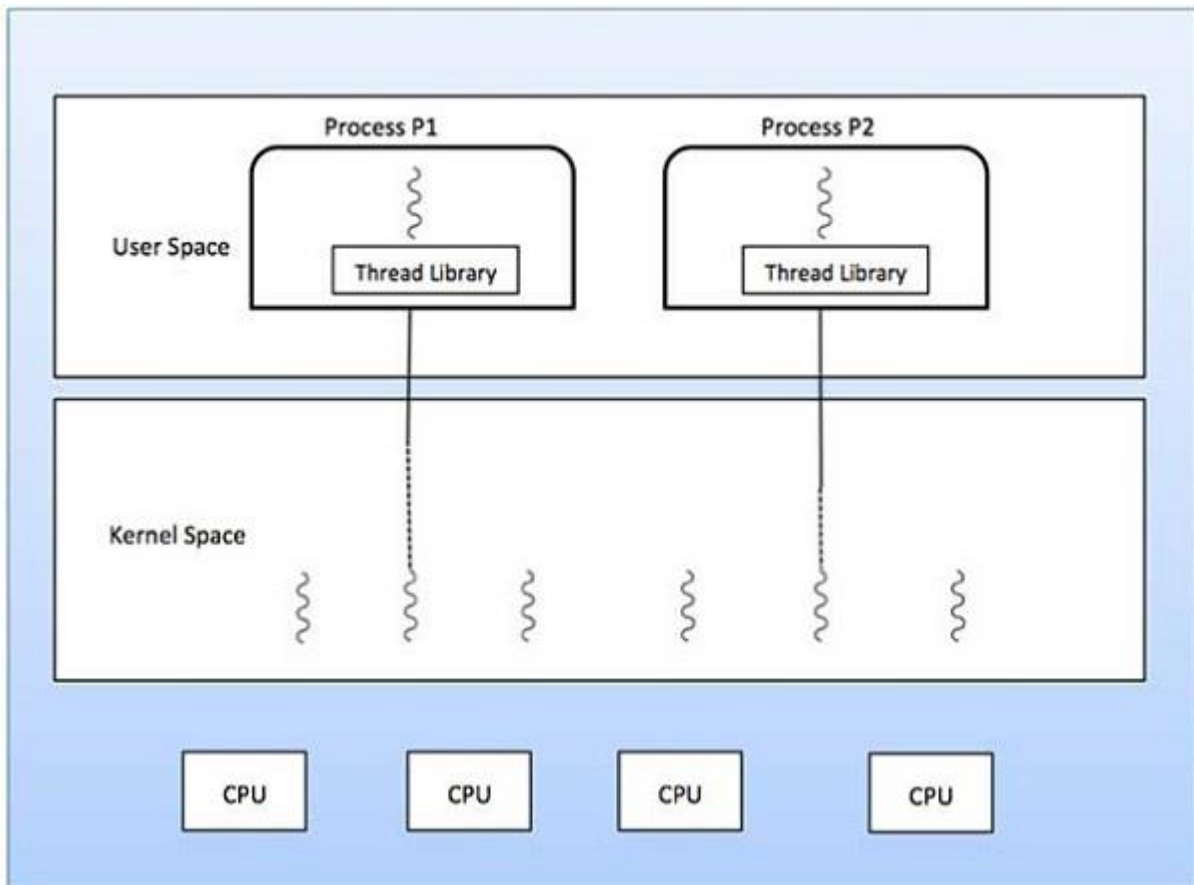 Process P1
Process P2
User Space
Thread Library
Thread Library
Kernel Space
CPU
CPU
CPU
CPU